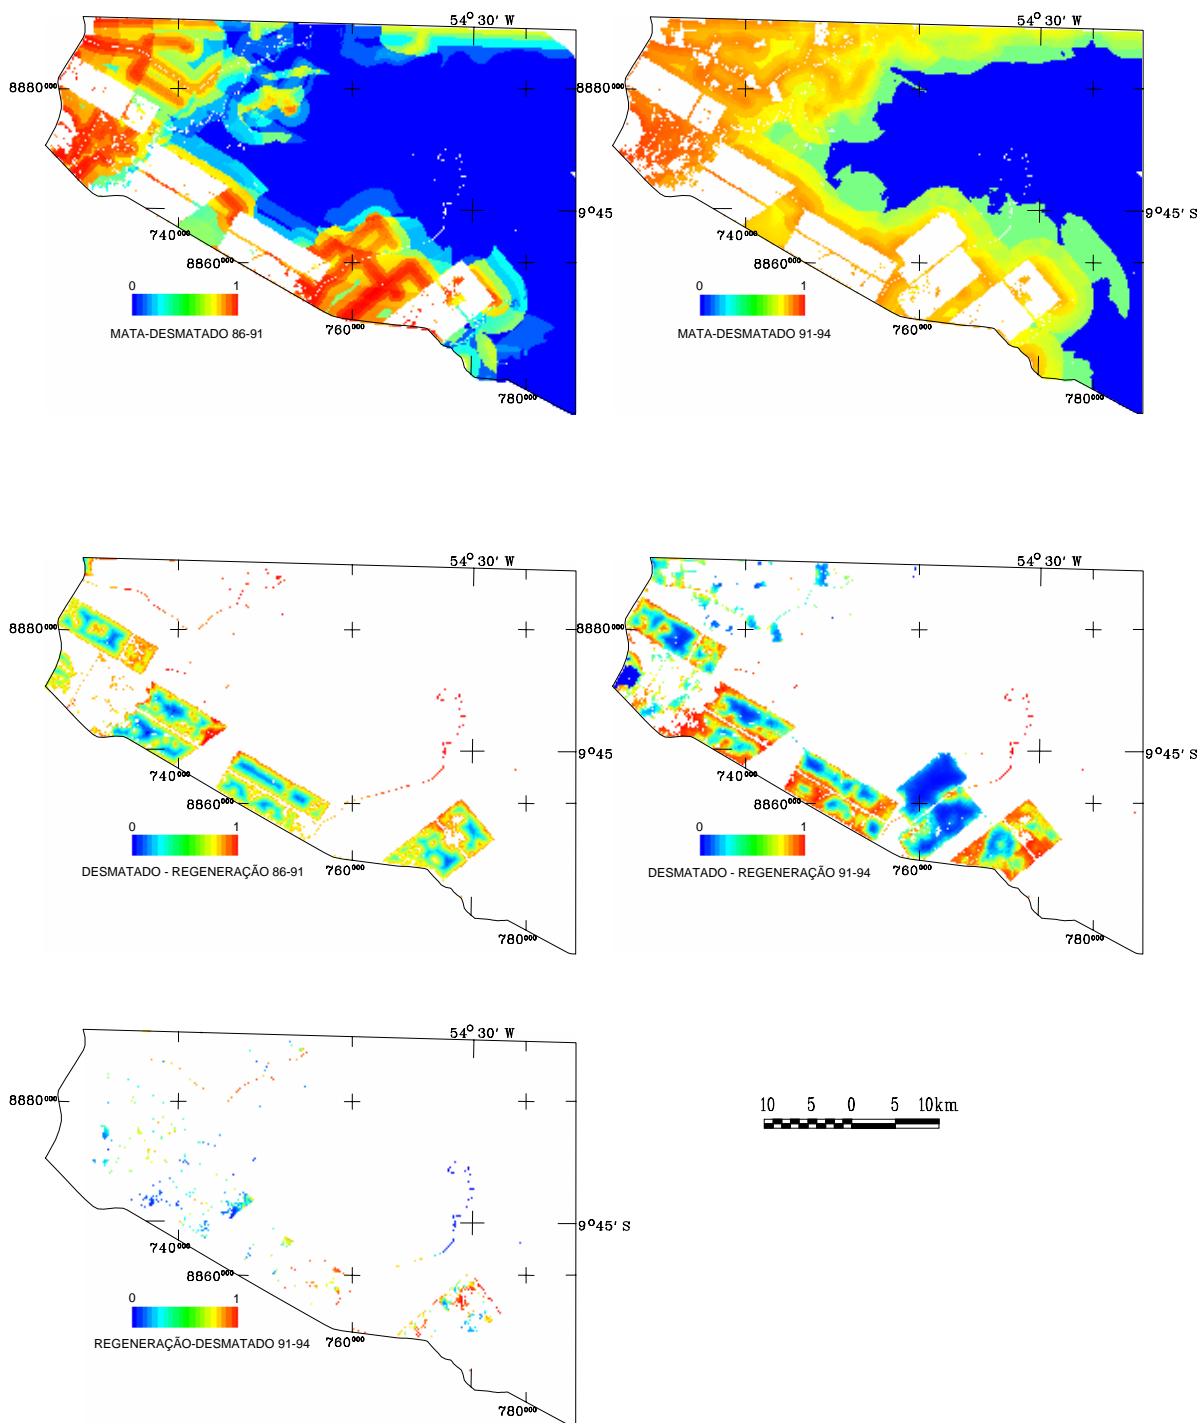 54° 30' W
8880000
9°45
740000
8860000
0 1
MATA-DESMATADO 86-91
760000
780000
54° 30' W
8880000
9°45' S
740000
8860000
0 1
MATA-DESMATADO 91-94
760000
780000
54° 30' W
8880000
9°45
740000
8860000
0 1
DESMATADO - REGENERAÇÃO 86-91
760000
780000
54° 30' W
8880000
9°45' S
740000
8860000
0 1
DESMATADO - REGENERAÇÃO 91-94
760000
780000
54° 30' W
8880000
9°45' S
740000
8860000
0 1
REGENERAÇÃO-DESMATADO 91-94
760000
780000
10 5 0 5 10km